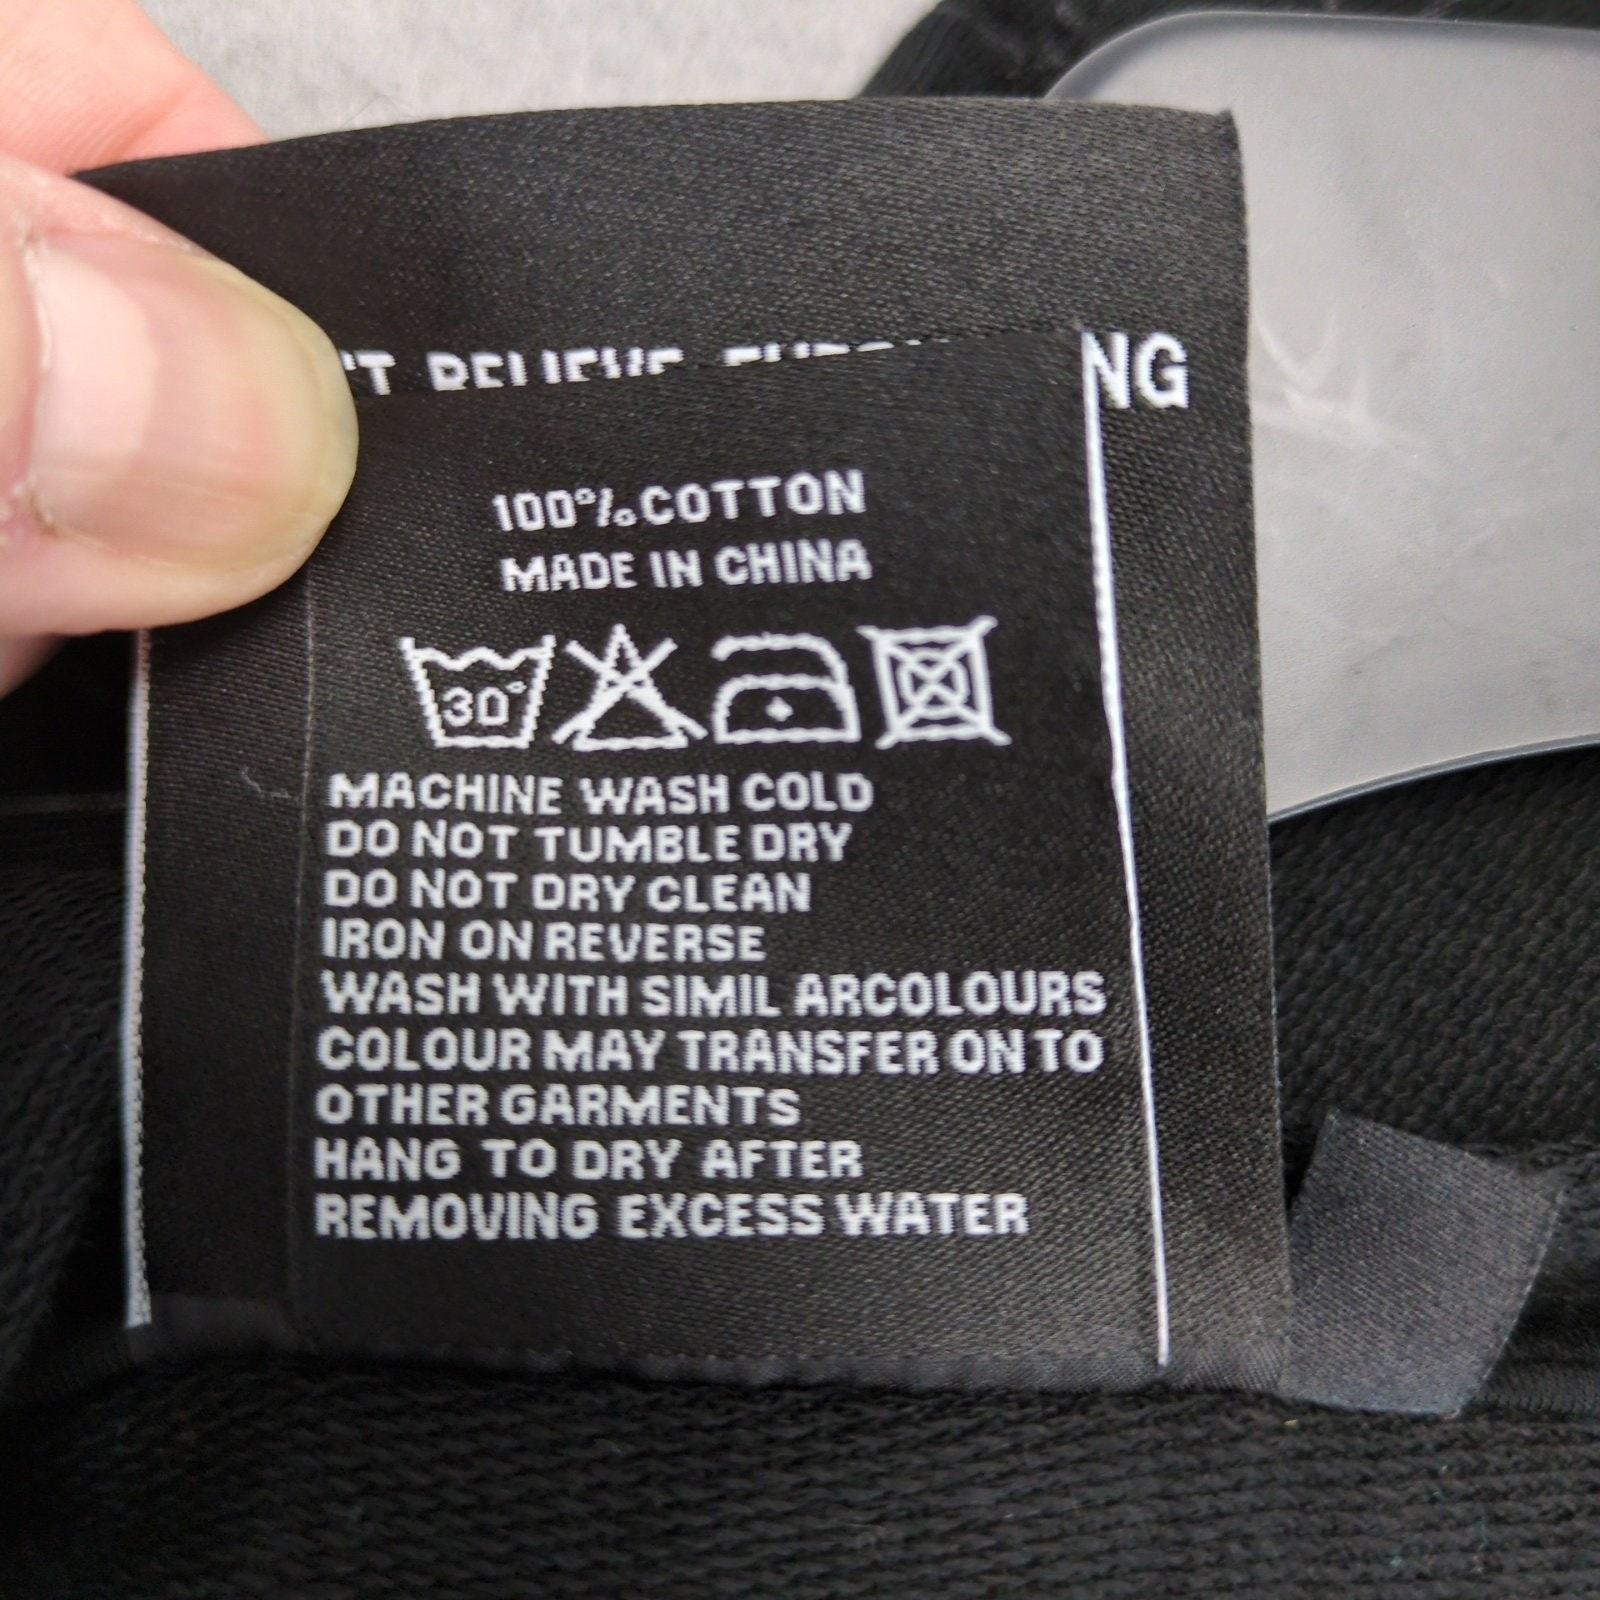 'T BELIEVE NG
100% COTTON
MADE IN CHINA
30°
MACHINE WASH COLD
DO NOT TUMBLE DRY
DO NOT DRY CLEAN
IRON ON REVERSE
WASH WITH SIMIL ARCOLOURS
COLOUR MAY TRANSFER ON TO
OTHER GARMENTS
HANG TO DRY AFTER
REMOVING EXCESS WATER